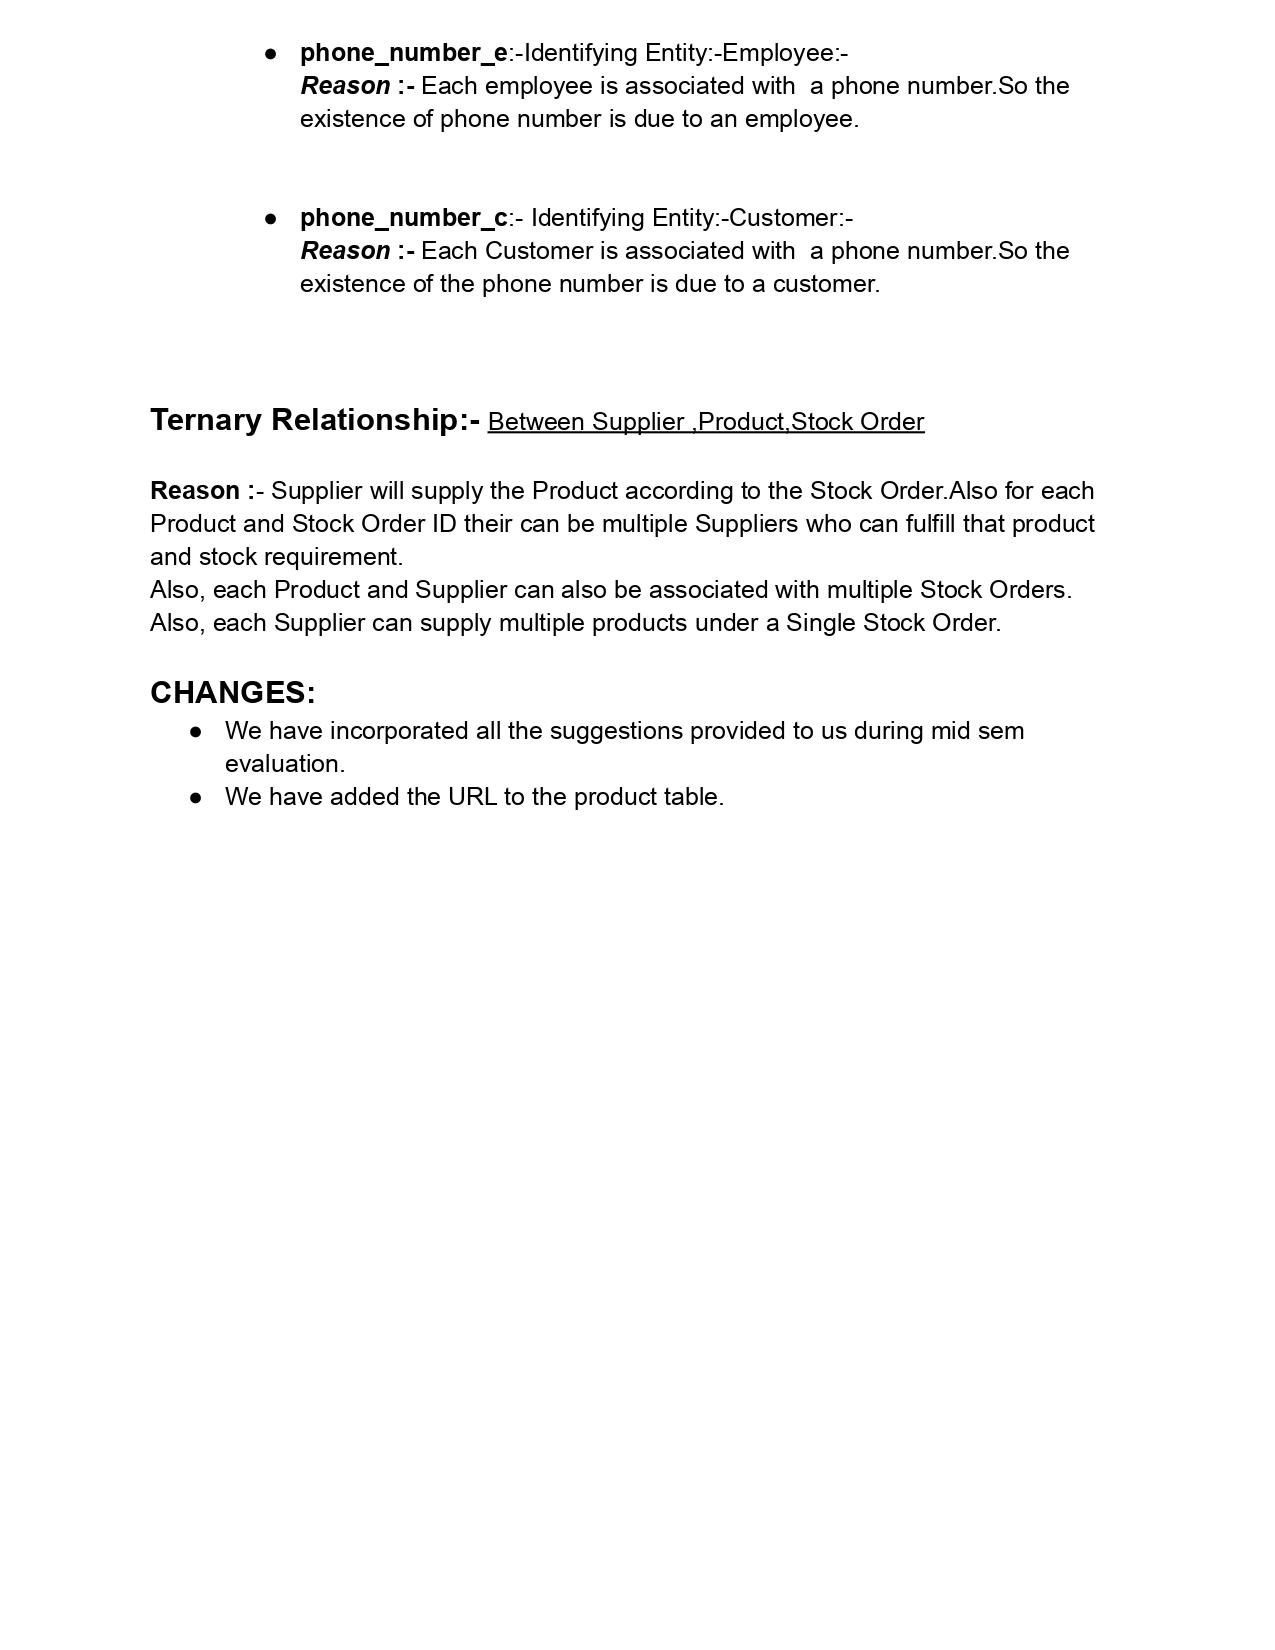 ● phone_number_e:-Identifying Entity:-Employee:-
Reason :- Each employee is associated with  a phone number.So the
existence of phone number is due to an employee.
● phone_number_c:- Identifying Entity:-Customer:-
Reason :- Each Customer is associated with  a phone number.So the
existence of the phone number is due to a customer.
Ternary Relationship:- Between Supplier ,Product,Stock Order
Reason :- Supplier will supply the Product according to the Stock Order.Also for each
Product and Stock Order ID their can be multiple Suppliers who can fulfill that product
and stock requirement.
Also, each Product and Supplier can also be associated with multiple Stock Orders.
Also, each Supplier can supply multiple products under a Single Stock Order.
CHANGES:
● We have incorporated all the suggestions provided to us during mid sem
evaluation.
● We have added the URL to the product table.